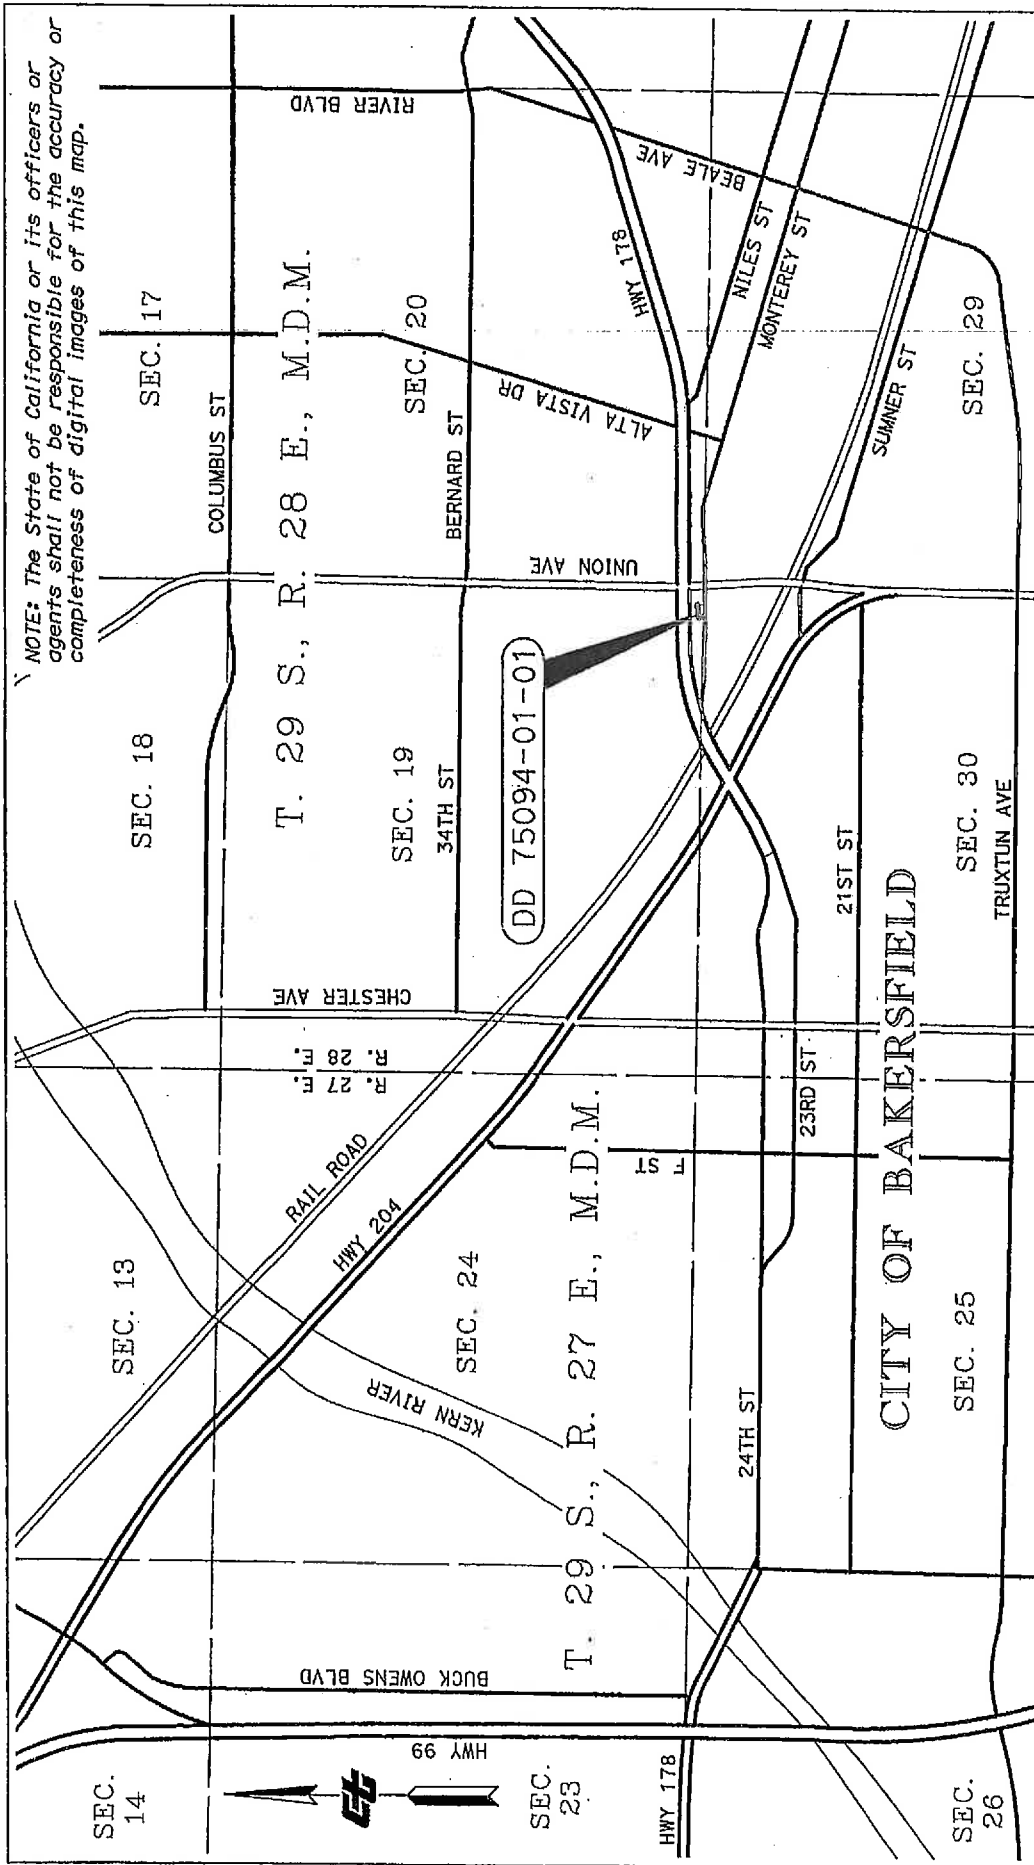 NOTE: The State of California or its officers or
agents shall not be responsible for the accuracy or
completeness of digital images of this map.
SEC.
14
SEC. 13
SEC. 18
SEC. 17
RIVER BLVD
COLUMBUS ST
T. 29 S., R. 28 E., M.D.M.
BUCK OWENS BLVD
HWY 99
RAIL ROAD
HWY 204
R. 27 E.
R. 28 E.
CHESTER AVE
SEC. 19
34TH ST
SEC. 20
BERNARD ST
KERN RIVER
SEC. 24
SEC.
23
DD 75094-01-01
UNION AVE
ALTA VISTA DR
HWY 178
BEALE AVE
T. 29 S., R. 27 E., M.D.M.
F ST
HWY 178
NILES ST
MONTEREY ST
24TH ST
23RD ST
21ST ST
SUMNER ST
CITY OF BAKERSFIELD
SEC.
26
SEC. 25
SEC. 30
SEC. 29
TRUXTUN AVE